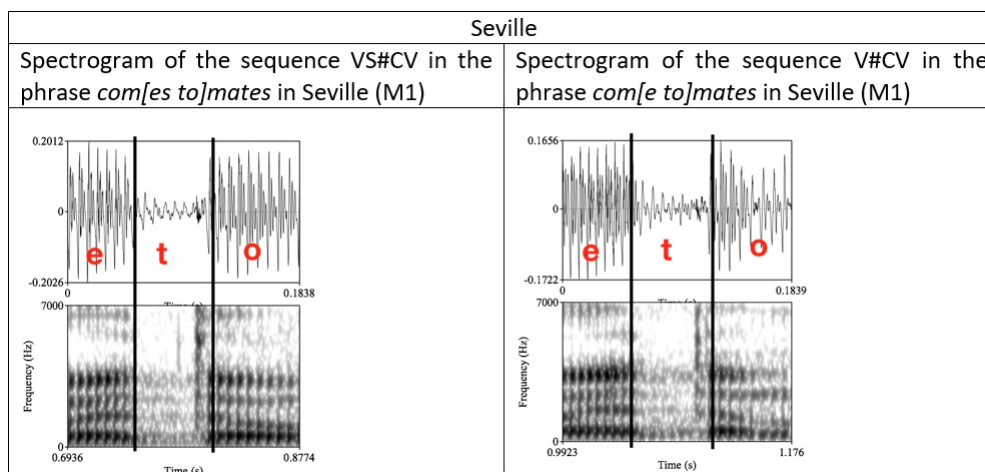 Seville
Spectrogram of the sequence VS#CV in the
phrase com[es to]mates in Seville (M1)
Spectrogram of the sequence V#CV in the
phrase com[e to]mates in Seville (M1)
0.2012
0
-0.2026
e
t
o
0
0.1838
Time (s)
7000
Frequency (Hz)
0
0.6936
0.8774
Time (s)
0.1656
0
-0.1722
e
t
o
0
0.1839
Time (s)
7000
Frequency (Hz)
0
0.9923
1.176
Time (s)